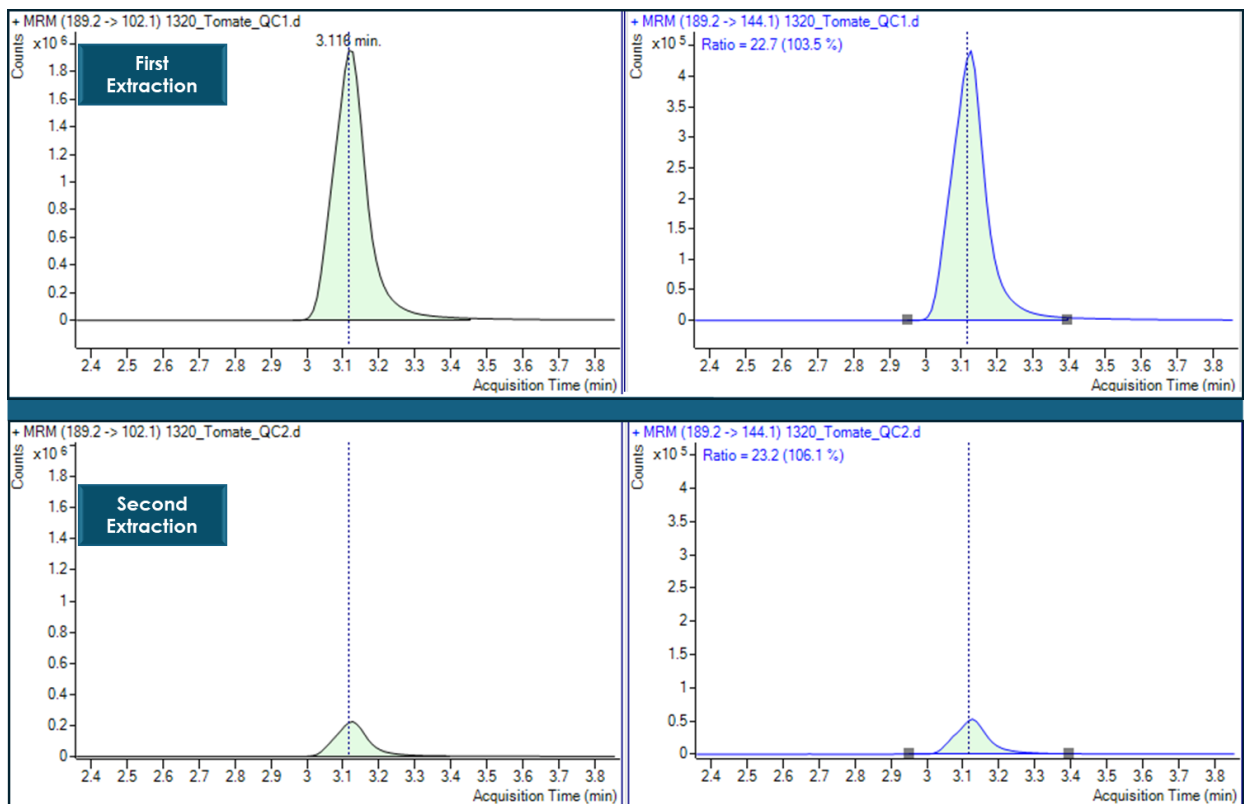 + MRM (189.2 -> 102.1) 1320_Tomate_QC1.d
Counts
x10 6
3.116 min.
First
Extraction
1.8
1.6
1.4
1.2
1
0.8
0.6
0.4
0.2
0
2.4 2.5 2.6 2.7 2.8 2.9 3 3.1 3.2 3.3 3.4 3.5 3.6 3.7 3.8
Acquisition Time (min)
+ MRM (189.2 -> 144.1) 1320_Tomate_QC1.d
Counts
x10 5
Ratio = 22.7 (103.5 %)
4
3.5
3
2.5
2
1.5
1
0.5
0
2.4 2.5 2.6 2.7 2.8 2.9 3 3.1 3.2 3.3 3.4 3.5 3.6 3.7 3.8
Acquisition Time (min)
+ MRM (189.2 -> 102.1) 1320_Tomate_QC2.d
Counts
x10 6
Second
Extraction
1.8
1.6
1.4
1.2
1
0.8
0.6
0.4
0.2
0
2.4 2.5 2.6 2.7 2.8 2.9 3 3.1 3.2 3.3 3.4 3.5 3.6 3.7 3.8
Acquisition Time (min)
+ MRM (189.2 -> 144.1) 1320_Tomate_QC2.d
Counts
x10 5
Ratio = 23.2 (106.1 %)
4
3.5
3
2.5
2
1.5
1
0.5
0
2.4 2.5 2.6 2.7 2.8 2.9 3 3.1 3.2 3.3 3.4 3.5 3.6 3.7 3.8
Acquisition Time (min)